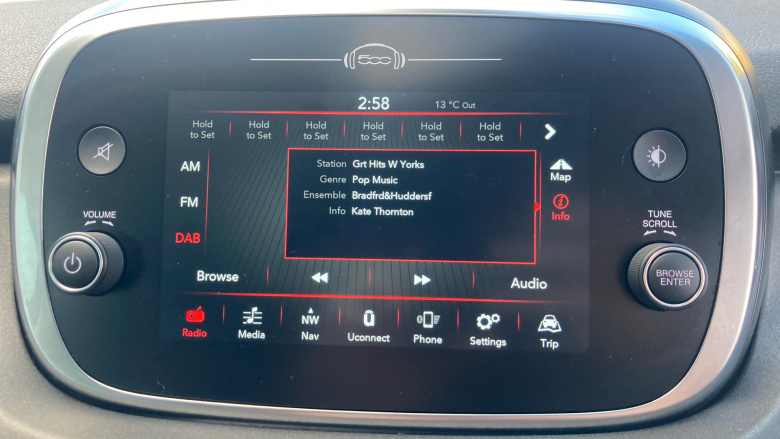 500
2:58 13 °C Out
Hold to Set
Hold to Set
Hold to Set
Hold to Set
Hold to Set
Hold to Set
AM
FM
DAB
Station Grt Hits W Yorks
Genre Pop Music
Ensemble Bradfrd&Huddersf
Info Kate Thornton
Map
Info
Browse
Audio
Radio
Media
NW
Nav
Uconnect
Phone
Settings
Trip
VOLUME
TUNE
SCROLL
BROWSE
ENTER